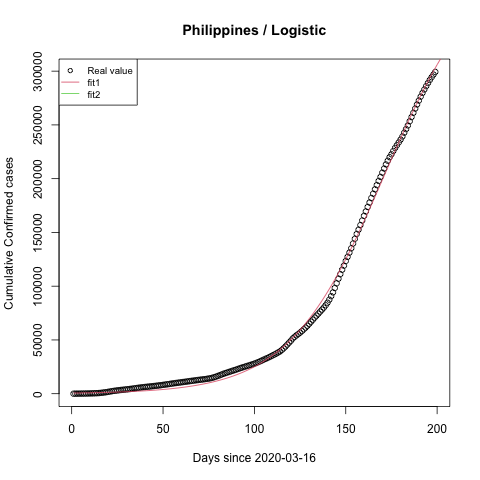 Philippines / Logistic
Real value
fit1
fit2
Cumulative Confirmed cases
300000
250000
200000
150000
100000
50000
0
0 50 100 150 200
Days since 2020-03-16